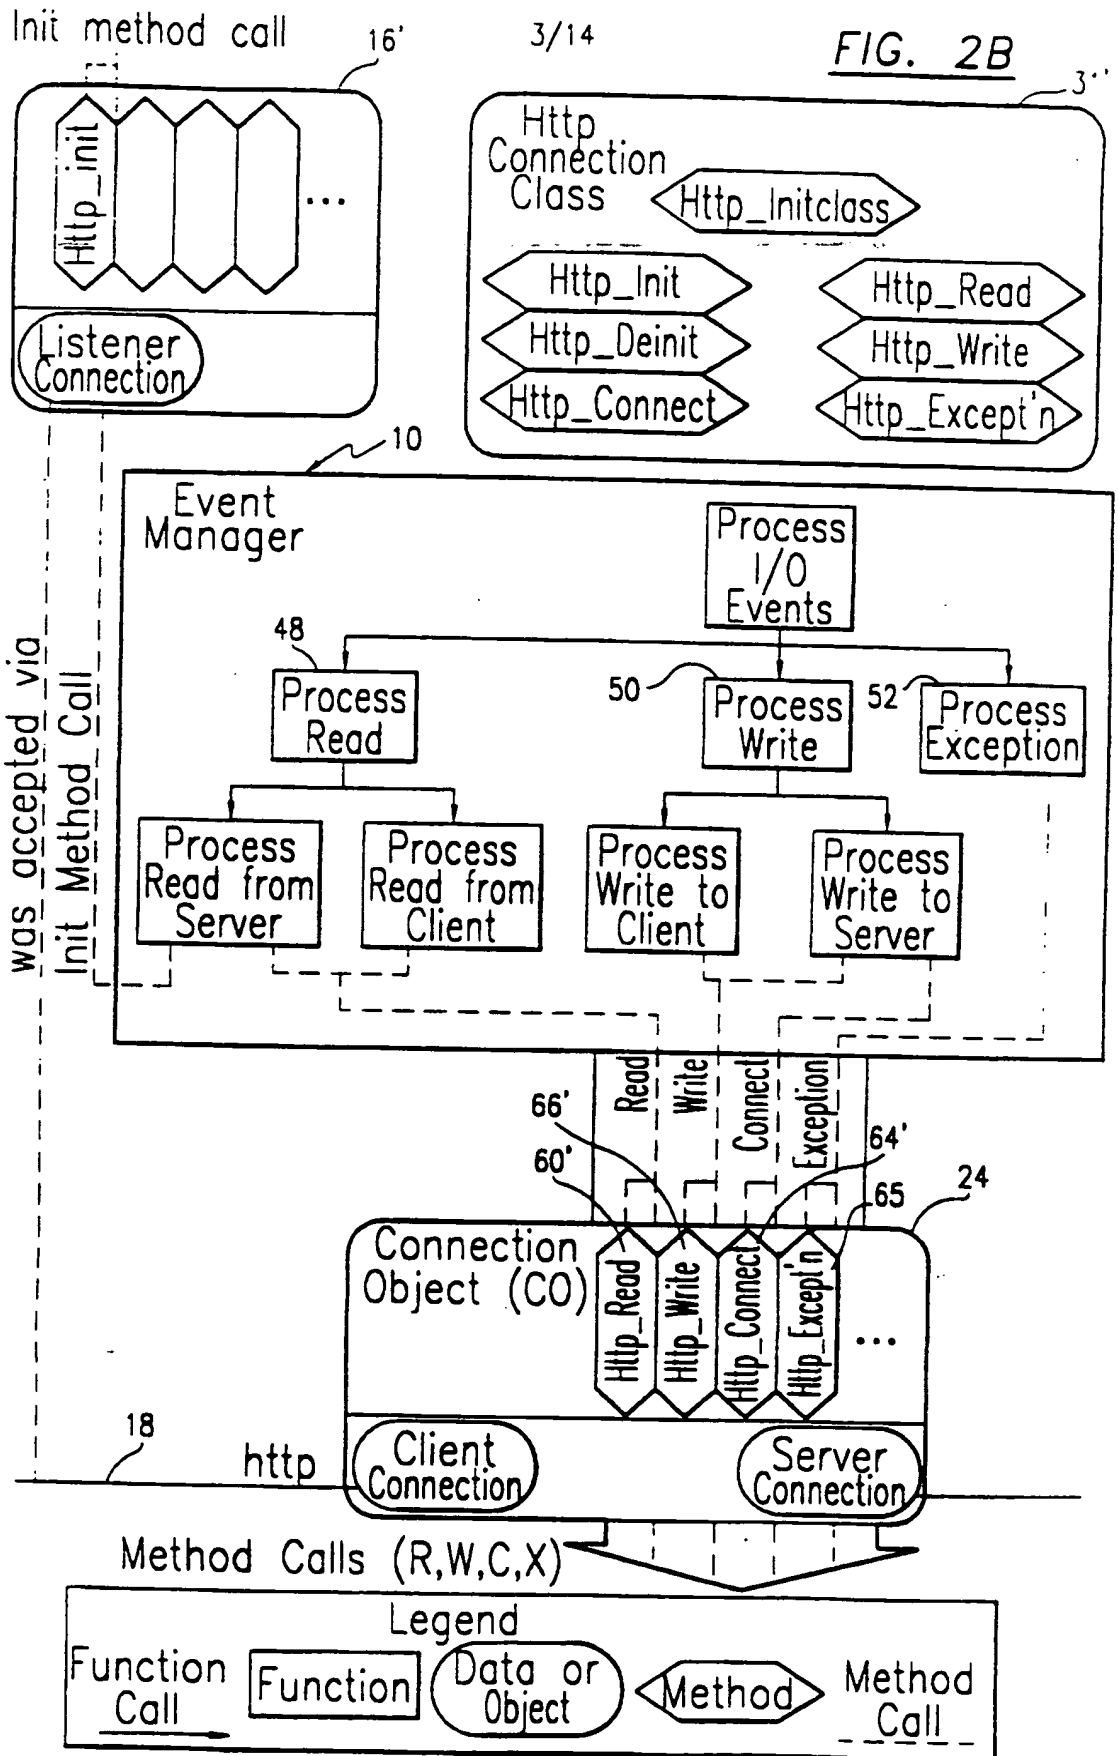 Init method call
16'
3/14
FIG. 2B
3''
Http_init
...
Listener
Connection
Http
Connection
Class
Http_Initclass
Http_Init
Http_Deinit
Http_Connect
Http_Read
Http_Write
Http_Except'n
10
Event
Manager
Process
I/O
Events
48
Process
Read
50
Process
Write
52
Process
Exception
Process
Read from
Server
Process
Read from
Client
Process
Write to
Client
Process
Write to
Server
was accepted via
Init Method Call
Read
Write
Connect
Exception
66'
60'
64'
65
24
Connection
Object (CO)
Http_Read
Http_Write
Http_Connect
Http_Except'n
...
18
http
Client
Connection
Server
Connection
Method Calls (R,W,C,X)
Legend
Function
Call
Function
Data or
Object
Method
Method
Call